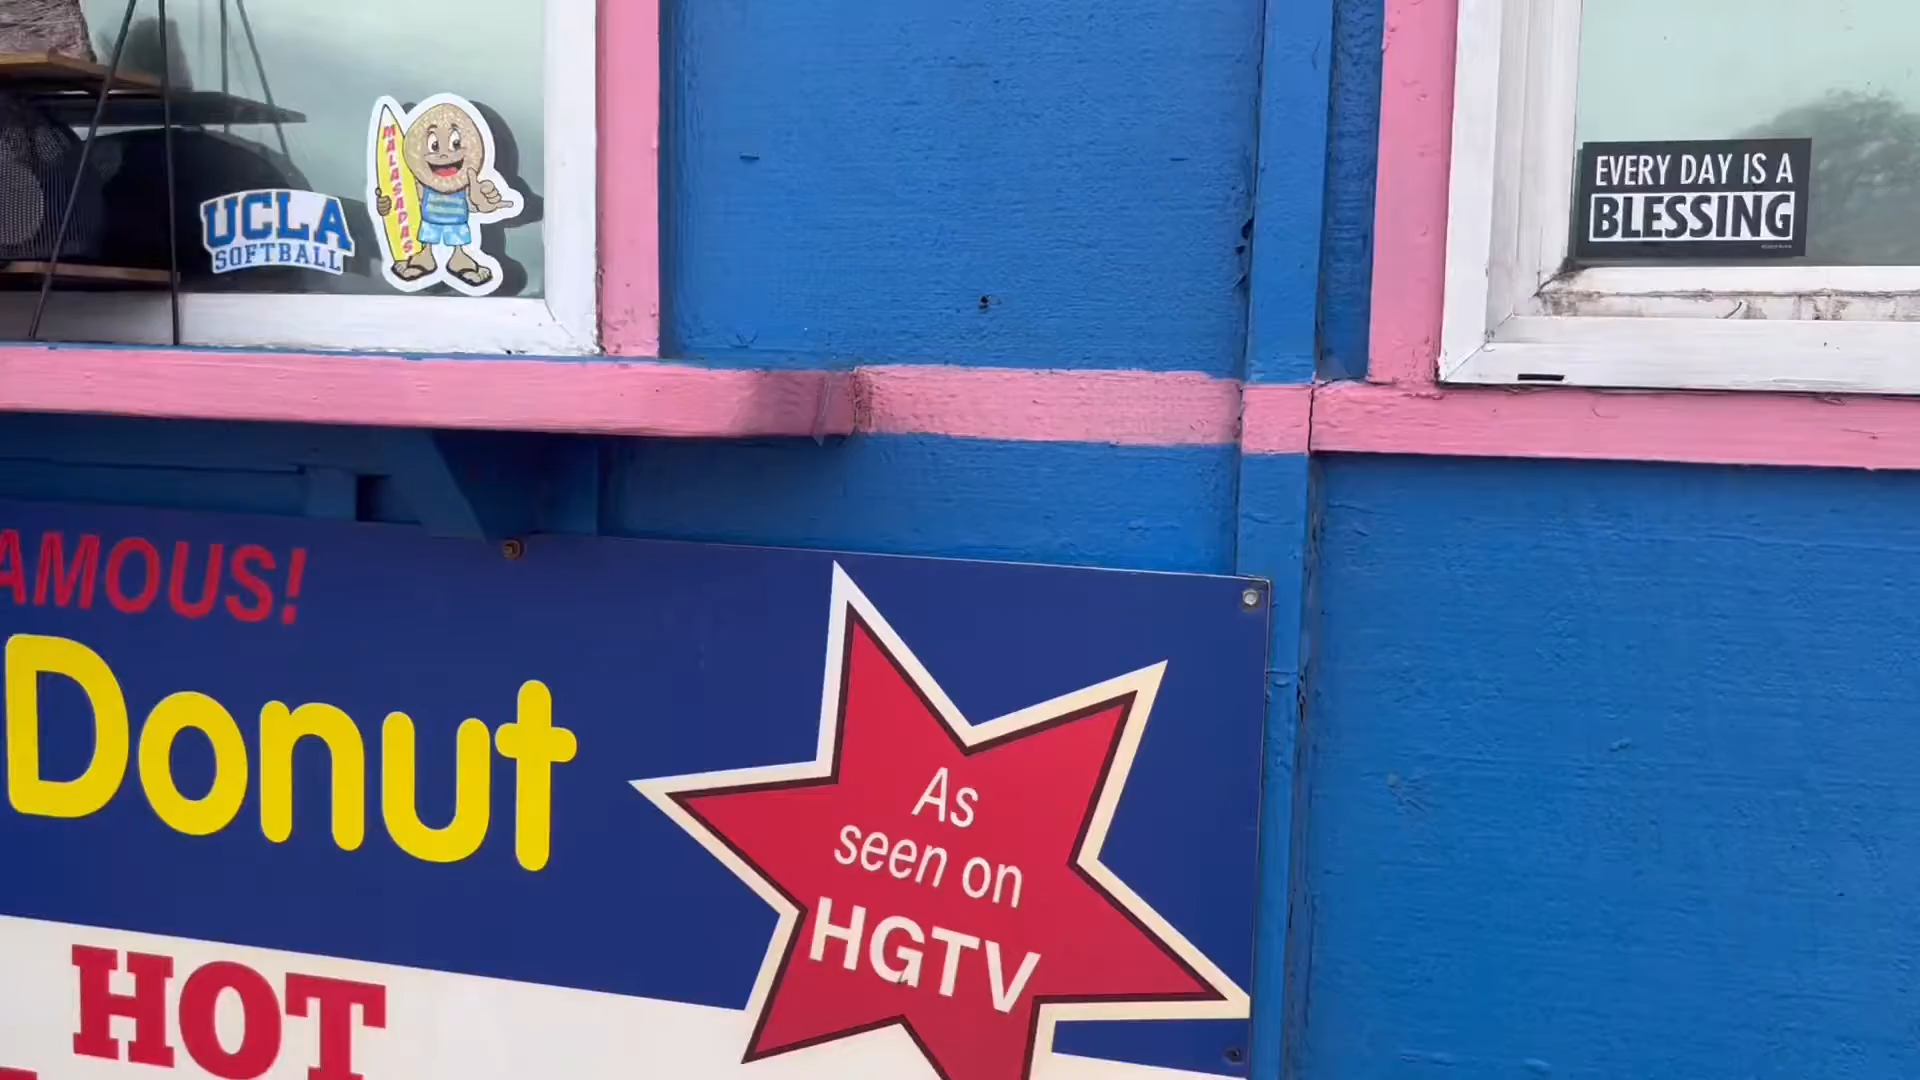 UCLA
SOFTBALL
MALASADAS
EVERY DAY IS A
BLESSING
AMOUS!
Donut
As
seen on
HGTV
HOT